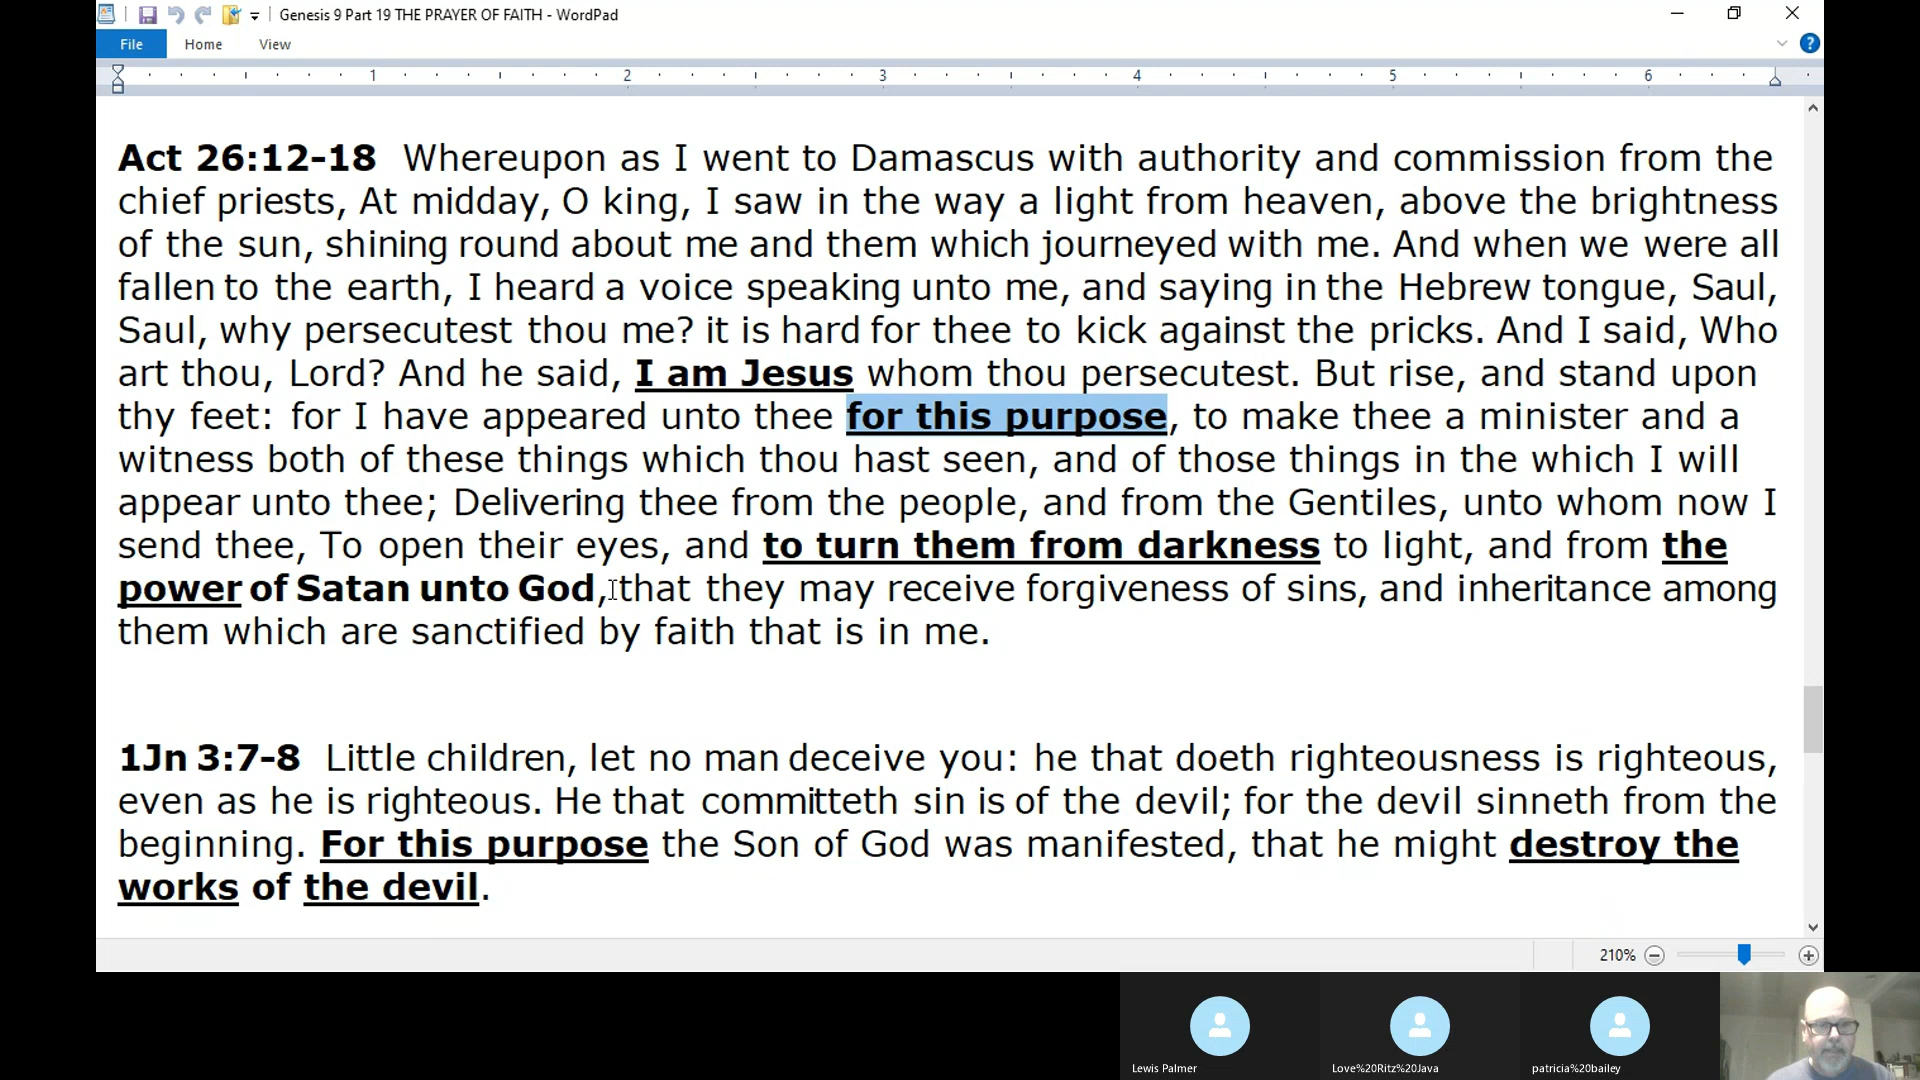 Genesis 9 Part 19 THE PRAYER OF FAITH - WordPad
File Home View
1 2 3 4 5 6
Act 26:12-18 Whereupon as I went to Damascus with authority and commission from the
chief priests, At midday, O king, I saw in the way a light from heaven, above the brightness
of the sun, shining round about me and them which journeyed with me. And when we were all
fallen to the earth, I heard a voice speaking unto me, and saying in the Hebrew tongue, Saul,
Saul, why persecutest thou me? it is hard for thee to kick against the pricks. And I said, Who
art thou, Lord? And he said, I am Jesus whom thou persecutest. But rise, and stand upon
thy feet: for I have appeared unto thee for this purpose, to make thee a minister and a
witness both of these things which thou hast seen, and of those things in the which I will
appear unto thee; Delivering thee from the people, and from the Gentiles, unto whom now I
send thee, To open their eyes, and to turn them from darkness to light, and from the
power of Satan unto God, that they may receive forgiveness of sins, and inheritance among
them which are sanctified by faith that is in me.
1Jn 3:7-8 Little children, let no man deceive you: he that doeth righteousness is righteous,
even as he is righteous. He that committeth sin is of the devil; for the devil sinneth from the
beginning. For this purpose the Son of God was manifested, that he might destroy the
works of the devil.
210%
Lewis Palmer Love%20Ritz%20Java patricia%20bailey